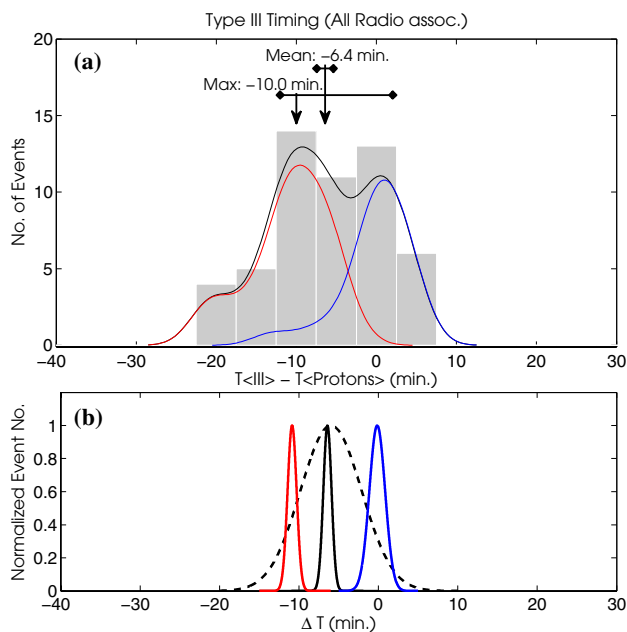 Type III Timing (All Radio assoc.)
20
(a)
Mean: −6.4 min.
Max: −10.0 min.
15
No. of Events
10
5
0
−40 −30 −20 −10 0 10 20 30
T<III> − T<Protons> (min.)
(b)
Normalized Event No.
1
0.8
0.6
0.4
0.2
0
−40 −30 −20 −10 0 10 20 30
Δ T (min.)